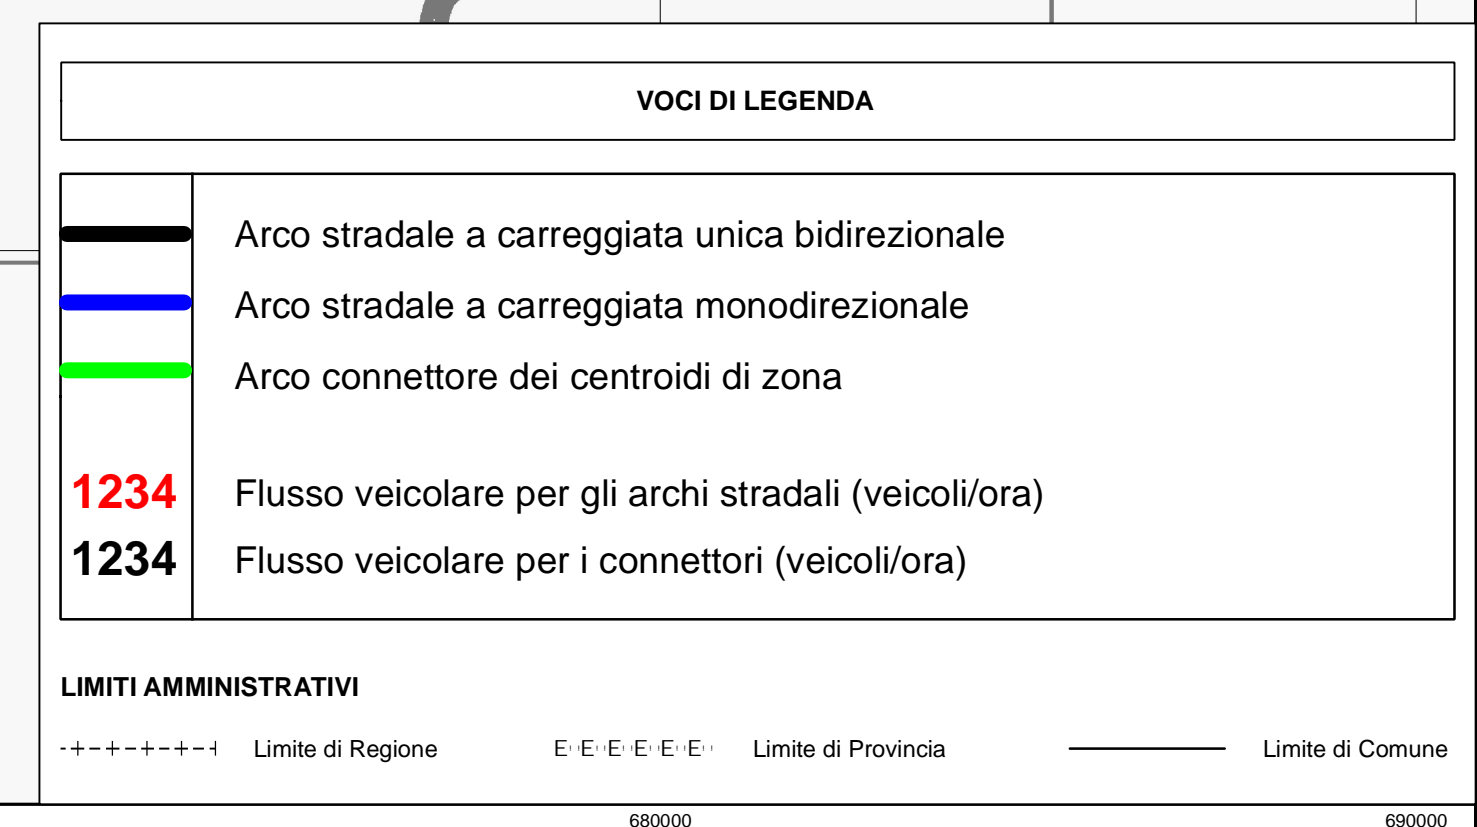 VOCI DI LEGENDA
Arco stradale a carreggiata unica bidirezionale
Arco stradale a carreggiata monodirezionale
Arco connettore dei centroidi di zona
1234 Flusso veicolare per gli archi stradali (veicoli/ora)
1234 Flusso veicolare per i connettori (veicoli/ora)
LIMITI AMMINISTRATIVI
Limite di Regione E E E E E E Limite di Provincia Limite di Comune
680000 690000